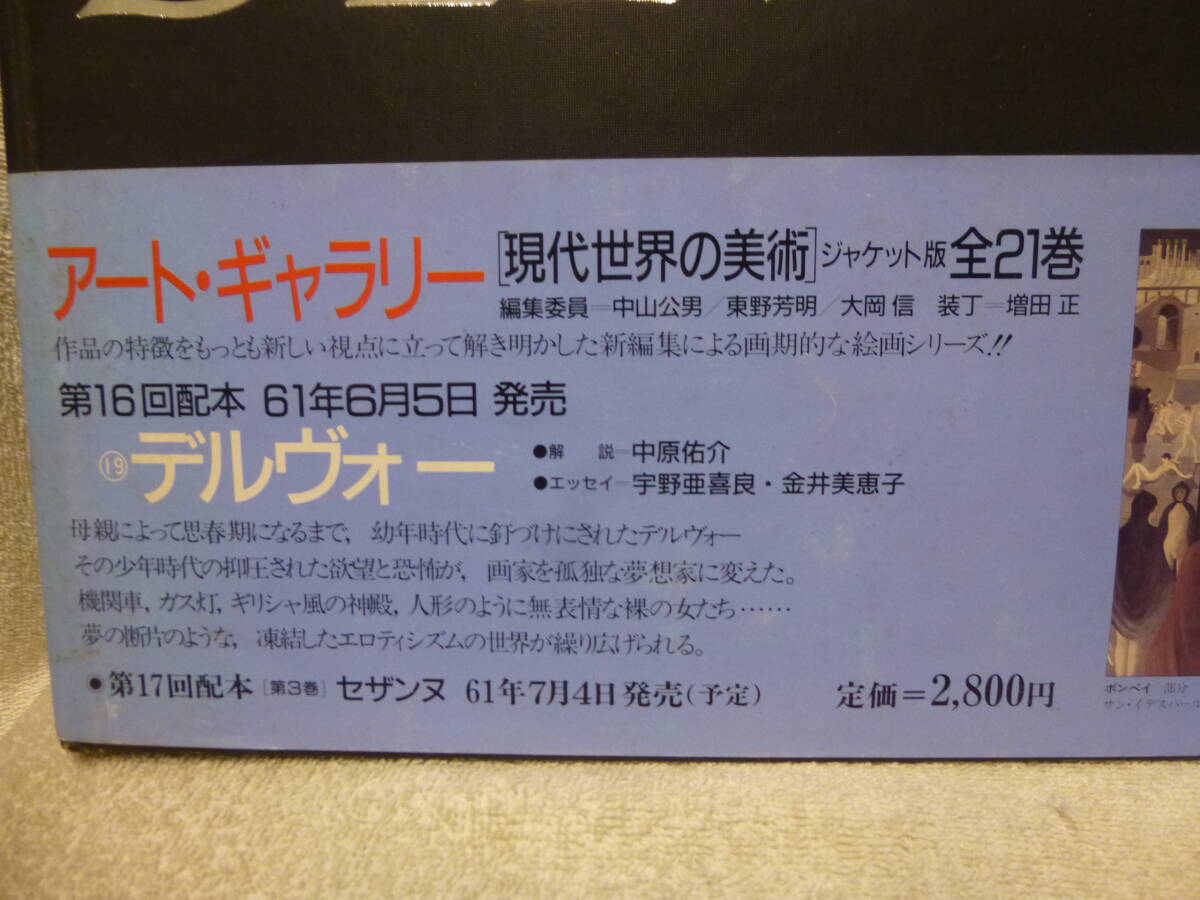 アート・ギャラリー［現代世界の美術］ジャケット版 全21巻
編集委員＝中山公男／東野芳明／大岡 信 装丁＝増田 正
作品の特徴をもっとも新しい視点に立って解き明かした新編集による画期的な絵画シリーズ!!
第16回配本 61年6月5日 発売
⑲デルヴォー
●解 説＝中原佑介
●エッセイ＝宇野亜喜良・金井美恵子
母親によって思春期になるまで，幼年時代に釘づけにされたデルヴォー
その少年時代の抑圧された欲望と恐怖が，画家を孤独な夢想家に変えた。
機関車，ガス灯，ギリシャ風の神殿，人形のように無表情な裸の女たち……
夢の断片のような，凍結したエロティシズムの世界が繰り広げられる。
●第17回配本［第3巻］セザンヌ 61年7月4日発売（予定） 定価＝2,800円
ポンペイ 部分
サン・イデスバール